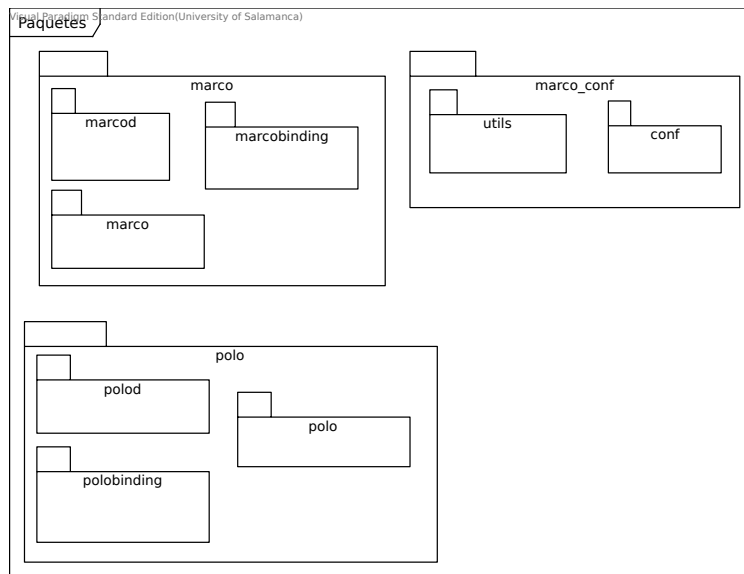 Visual Paradigm Standard Edition(University of Salamanca)
Paquetes
marco
marcod
marcobinding
marco
marco_conf
utils
conf
polo
polod
polo
polobinding